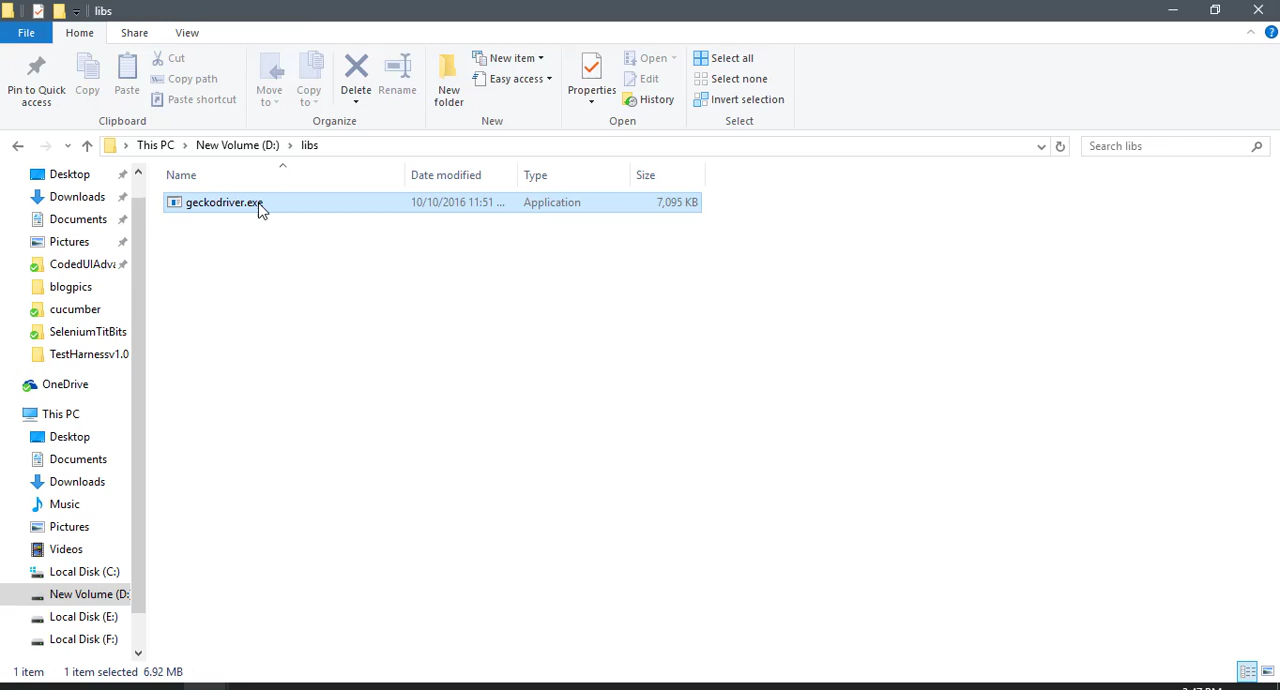 libs
File Home Share View
Pin to Quick access
Copy
Paste
Cut
Copy path
Paste shortcut
Clipboard
Move to
Copy to
Delete
Rename
Organize
New folder
New item
Easy access
New
Properties
Open
Edit
History
Open
Select all
Select none
Invert selection
Select
This PC New Volume (D:) libs
Search libs
Name Date modified Type Size
geckodriver.exe 10/10/2016 11:51 ... Application 7,095 KB
Desktop
Downloads
Documents
Pictures
CodedUIAdva
blogpics
cucumber
SeleniumTitBits
TestHarnessv1.0
OneDrive
This PC
Desktop
Documents
Downloads
Music
Pictures
Videos
Local Disk (C:)
New Volume (D:
Local Disk (E:)
Local Disk (F:)
1 item 1 item selected 6.92 MB